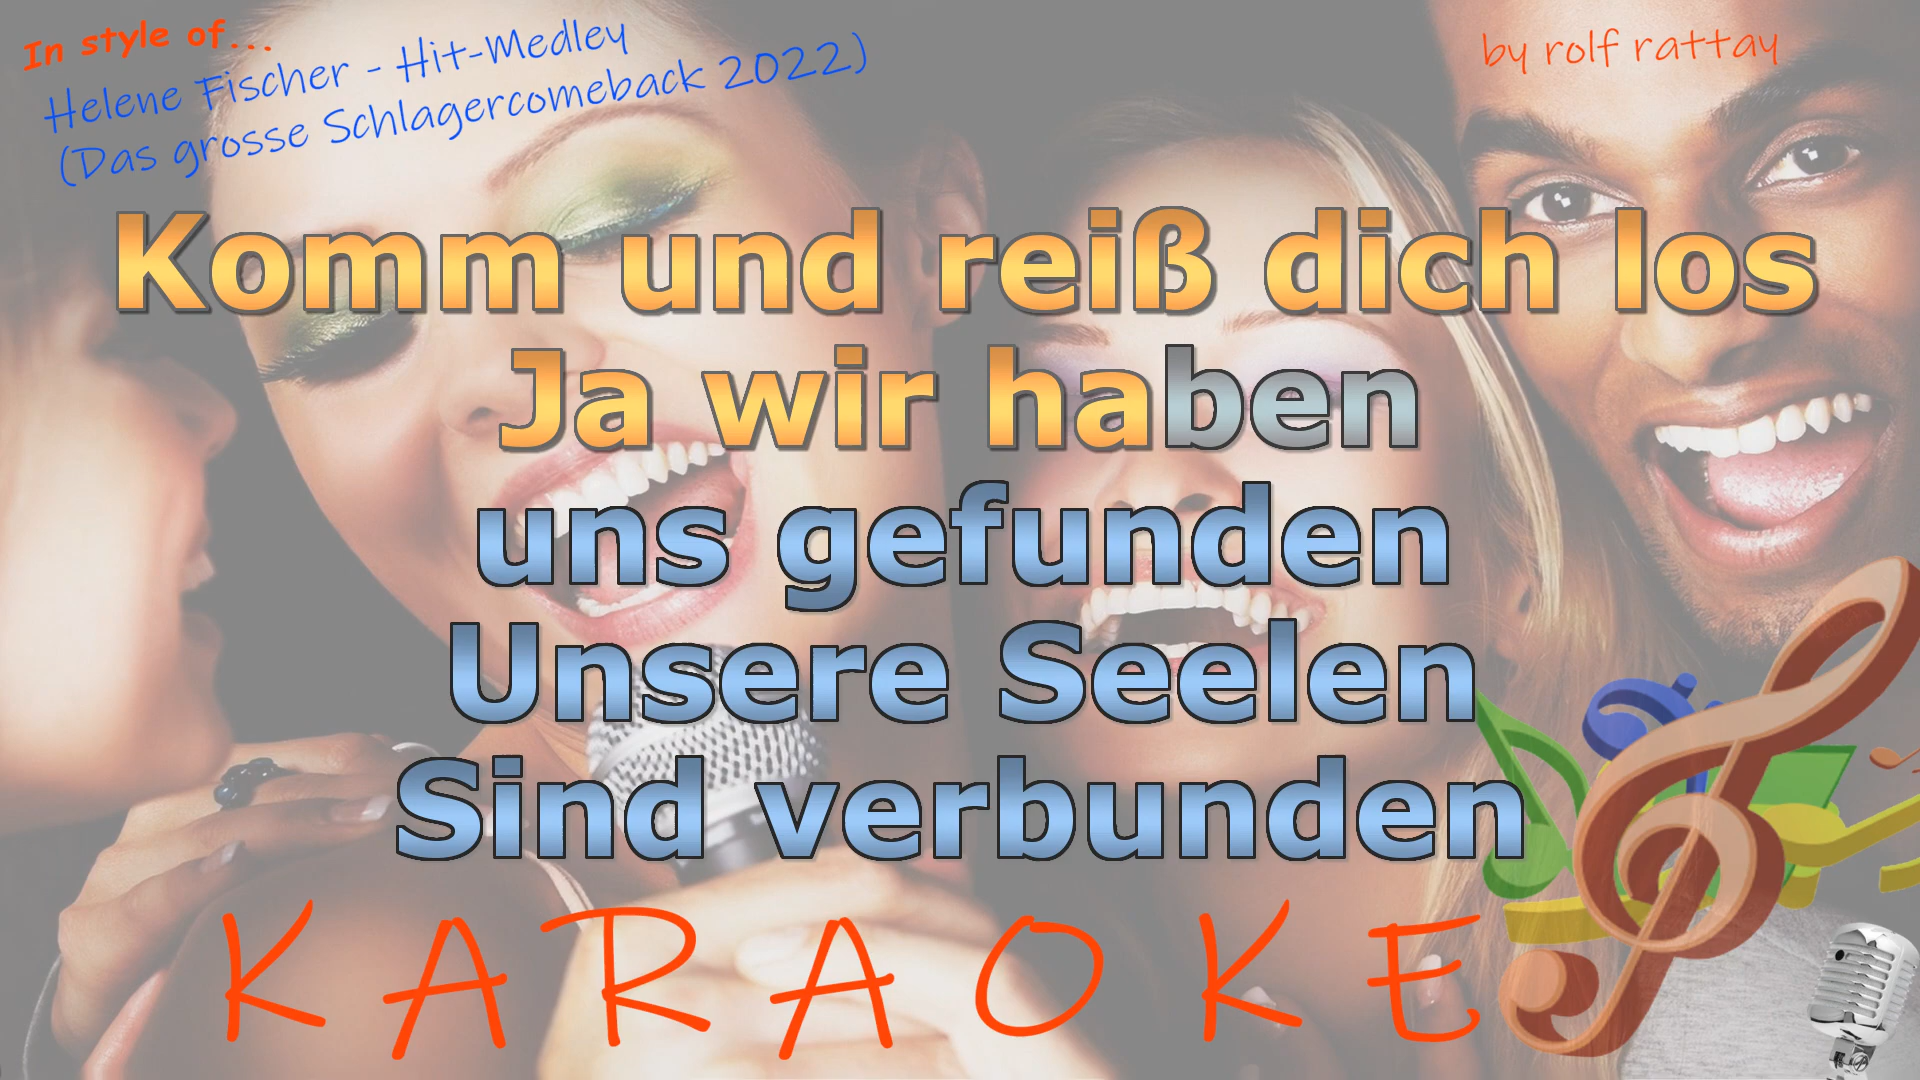 In style of...
Helene Fischer - Hit-Medley
(Das grosse Schlagercomeback 2022)
by rolf rattay
Komm und reiß dich los
Ja wir haben
uns gefunden
Unsere Seelen
Sind verbunden
KARAOKE